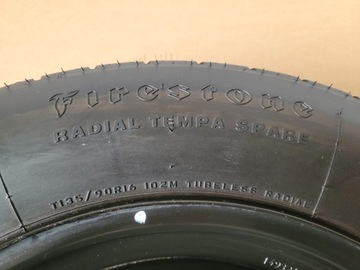 Firestone
RADIAL TEMPA SPARE
T135/90R16 102M TUBELESS RADIAL